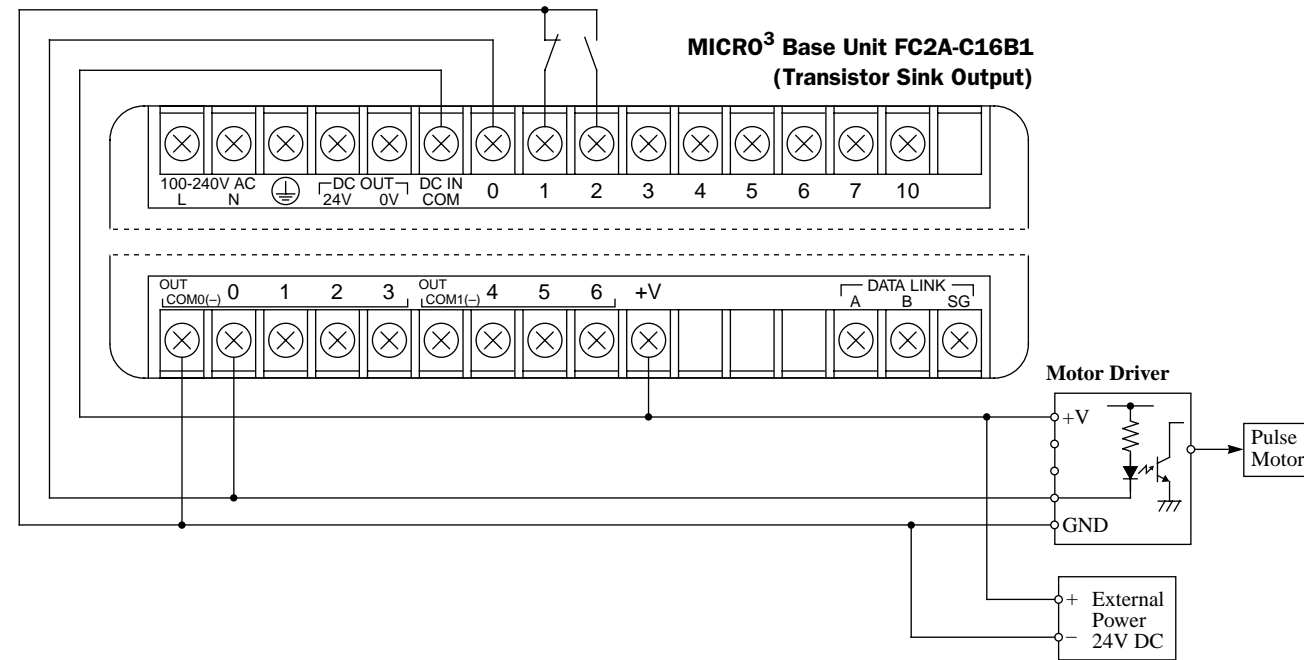 MICRO3 Base Unit FC2A-C16B1
(Transistor Sink Output)
100-240V AC
L N
DC OUT
24V 0V
DC IN
COM
0 1 2 3 4 5 6 7 10
OUT
COM0(–) 0 1 2 3
OUT
COM1(–) 4 5 6 +V
DATA LINK
A B SG
Motor Driver
+V
GND
Pulse
Motor
+ External
Power
– 24V DC